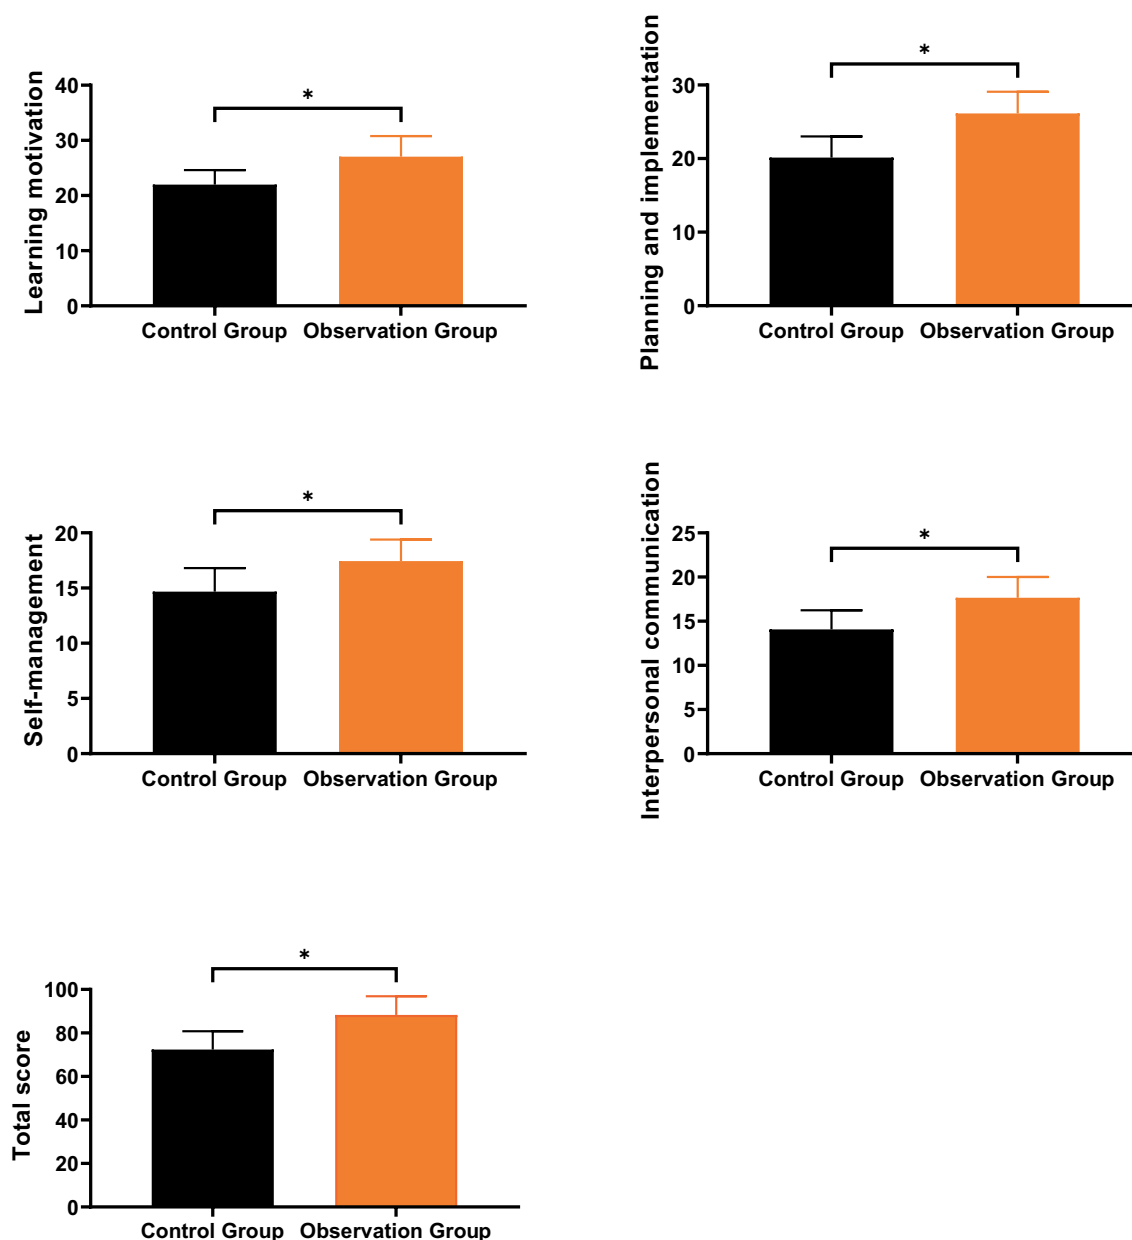 Learning motivation
40
30
20
10
0
*
Control Group
Observation Group
Planning and implementation
30
20
10
0
*
Control Group
Observation Group
Self-management
20
15
10
5
0
*
Control Group
Observation Group
Interpersonal communication
25
20
15
10
5
0
*
Control Group
Observation Group
Total score
100
80
60
40
20
0
*
Control Group
Observation Group